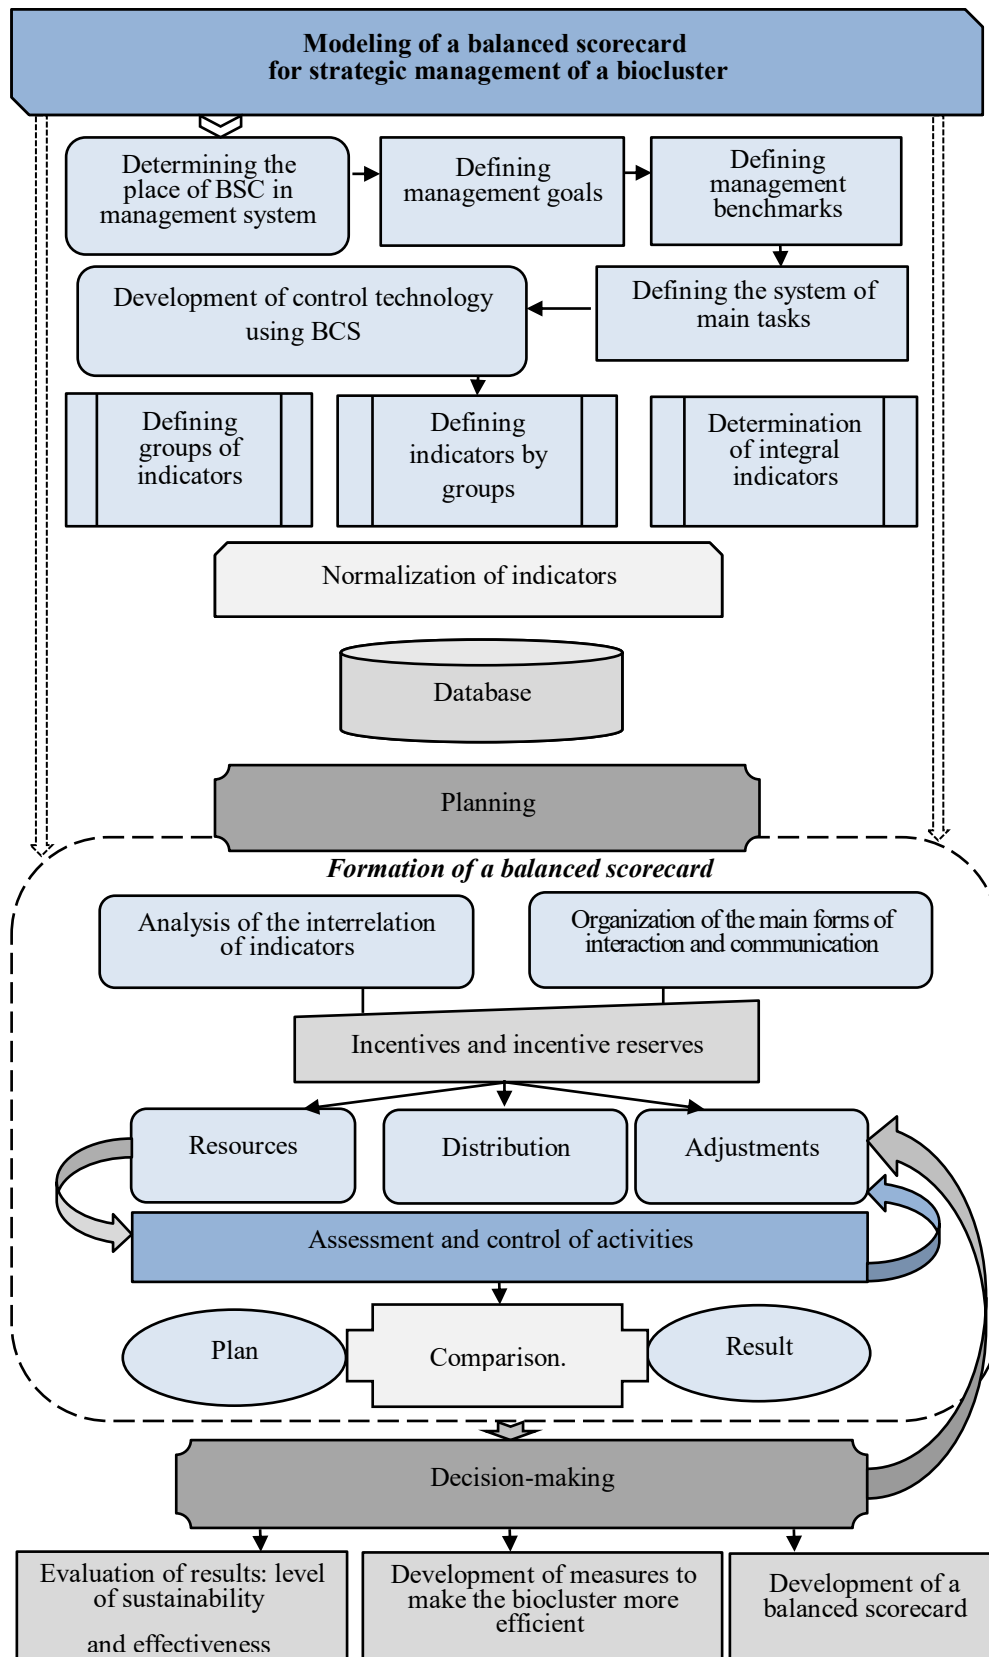 Modeling of a balanced scorecard
for strategic management of a biocluster
Determining the
place of BSC in
management system
Defining
management goals
Defining
management
benchmarks
Development of control technology
using BCS
Defining the system of
main tasks
Defining
groups of
indicators
Defining
indicators by
groups
Determination
of integral
indicators
Normalization of indicators
Database
Planning
Formation of a balanced scorecard
Analysis of the interrelation
of indicators
Organization of the main forms of
interaction and communication
Incentives and incentive reserves
Resources
Distribution
Adjustments
Assessment and control of activities
Plan
Comparison.
Result
Decision-making
Evaluation of results: level
of sustainability
and effectiveness
Development of measures to
make the biocluster more
efficient
Development of a
balanced scorecard